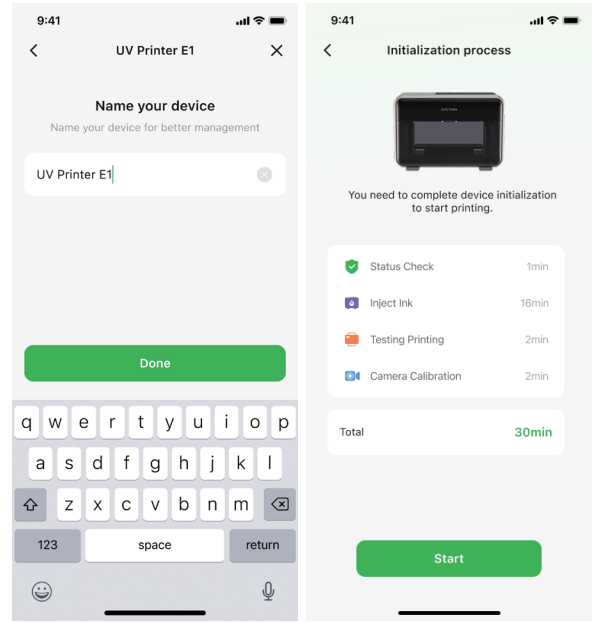 9:41
UV Printer E1
Name your device
Name your device for better management
UV Printer E1
Done
q w e r t y u i o p
a s d f g h j k l
z x c v b n m
123 space return
9:41
Initialization process
You need to complete device initialization
to start printing.
Status Check 1min
Inject Ink 16min
Testing Printing 2min
Camera Calibration 2min
Total 30min
Start